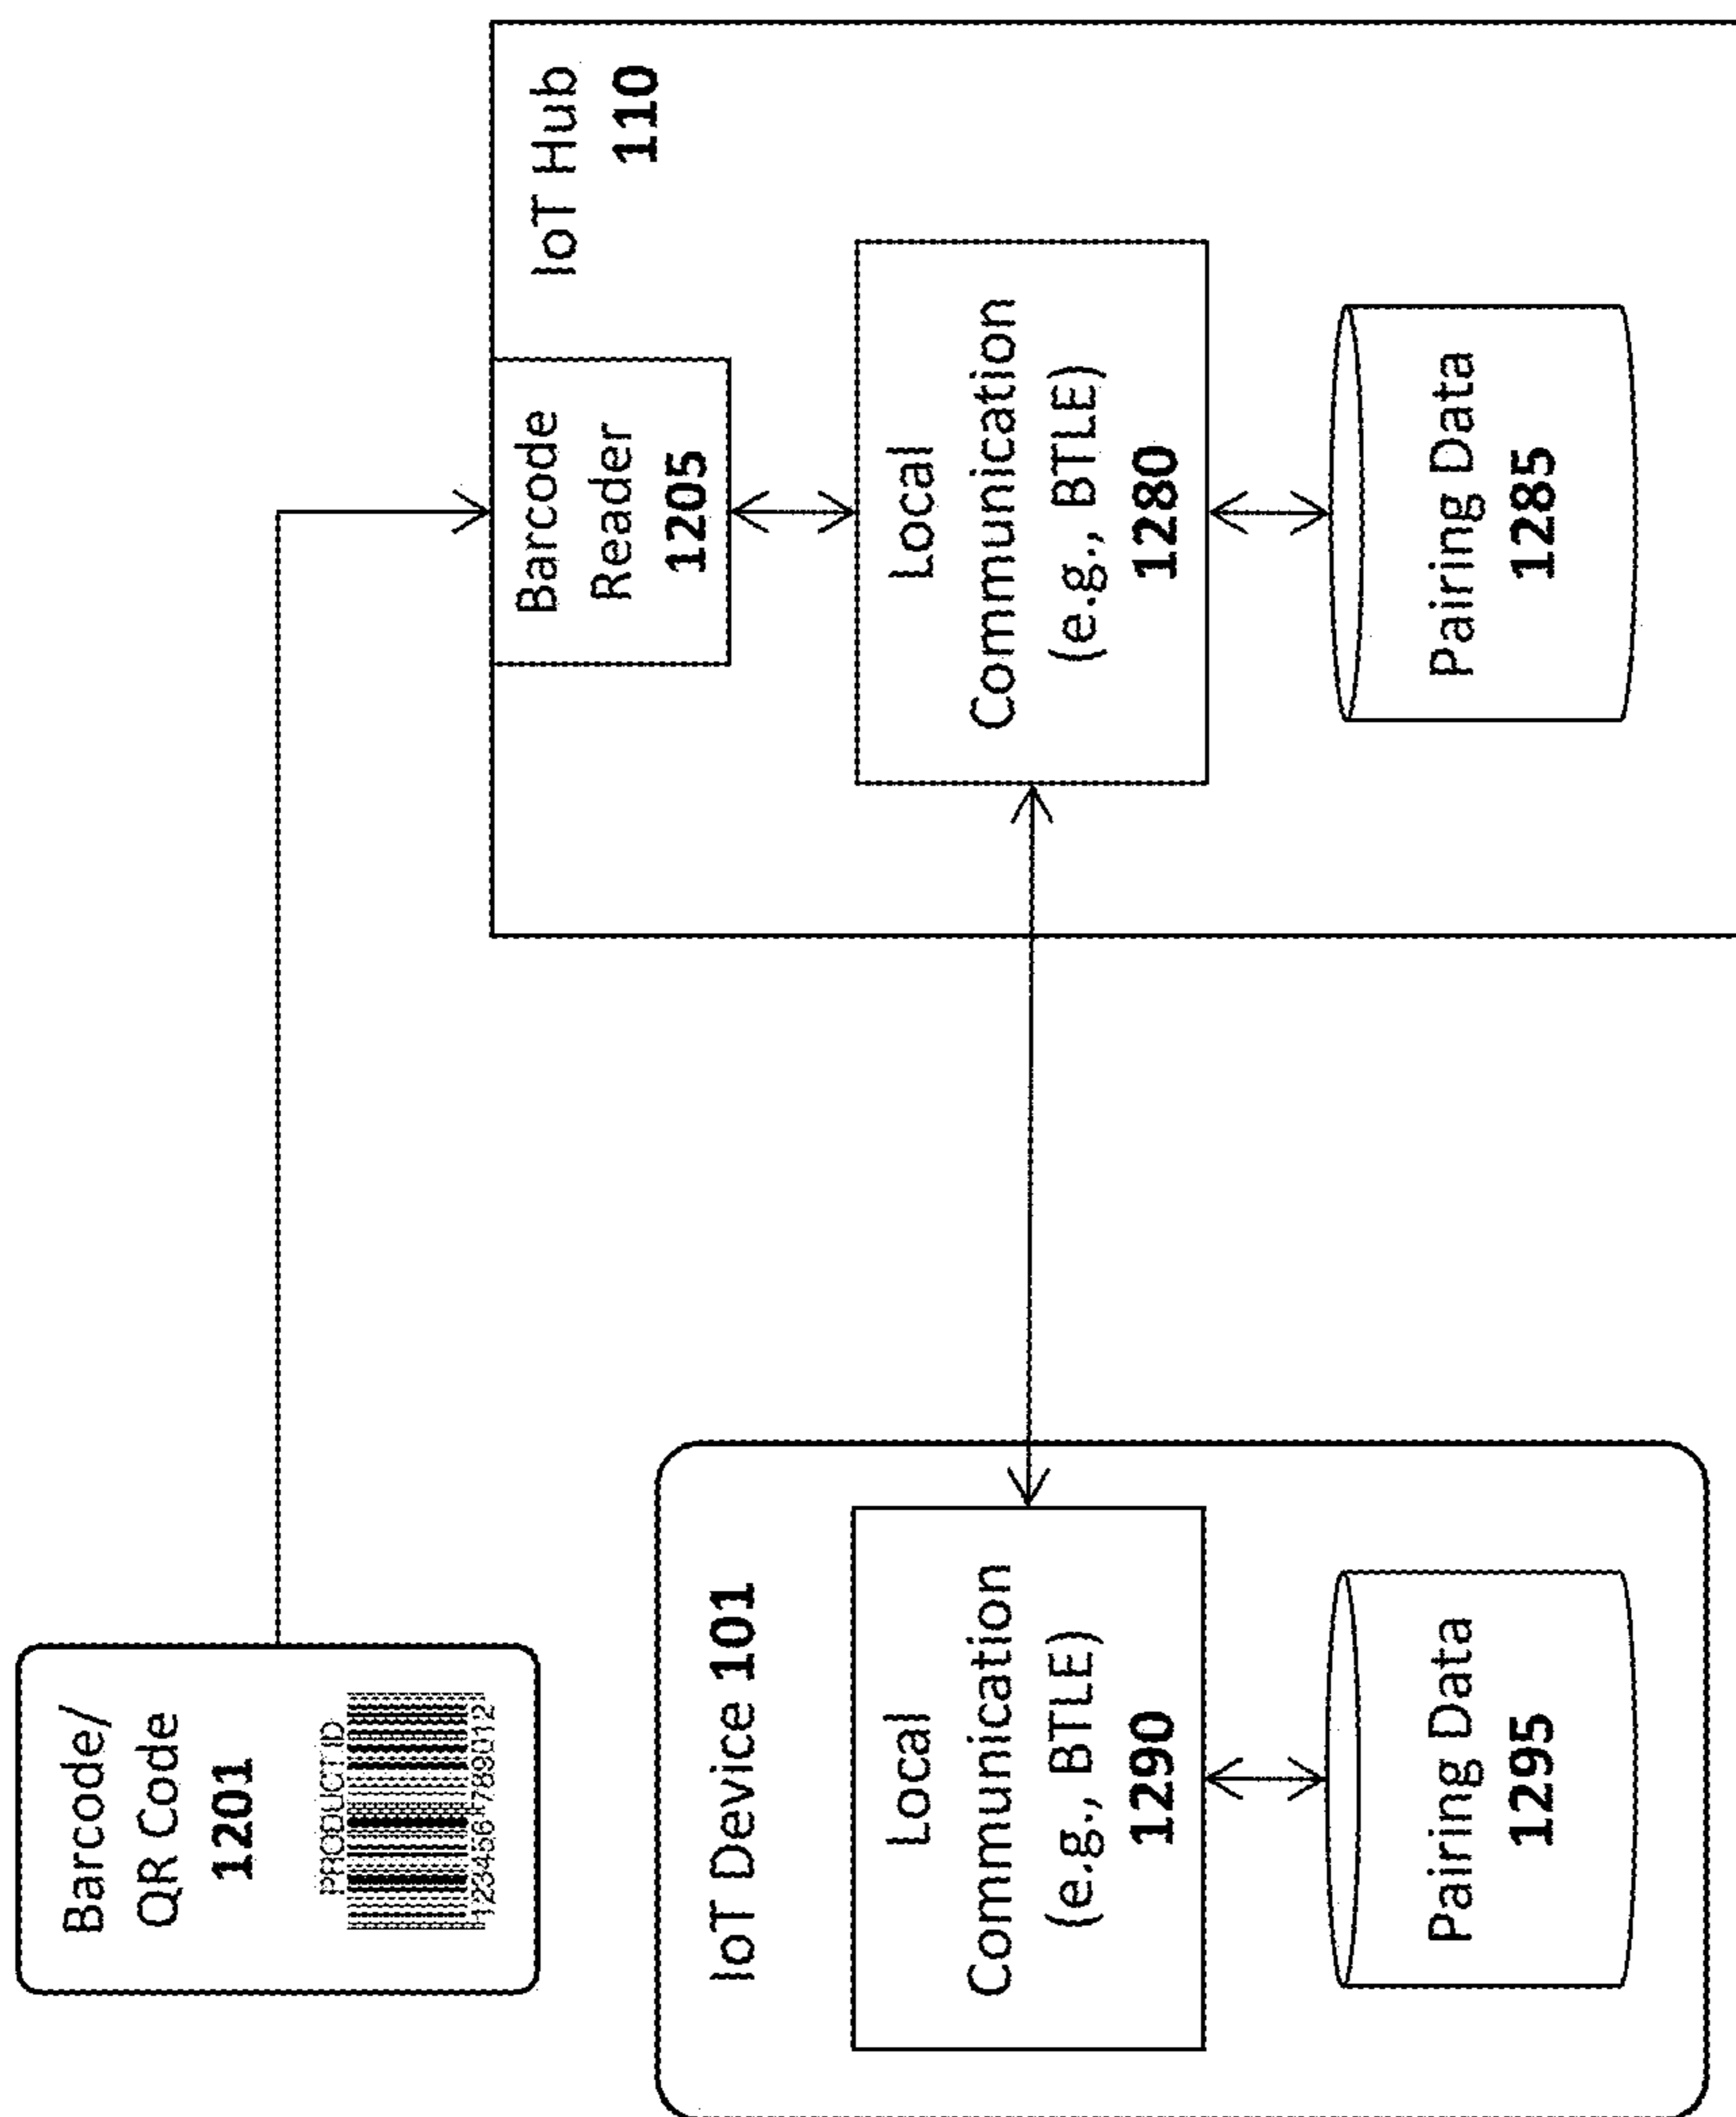 Barcode/
QR Code
1201
PRODUCT ID
123456 789012
IoT Device 101
Local
Communication
(e.g., BTLE)
1290
Pairing Data
1295
IoT Hub
110
Barcode
Reader
1205
Local
Communication
(e.g., BTLE)
1280
Pairing Data
1285